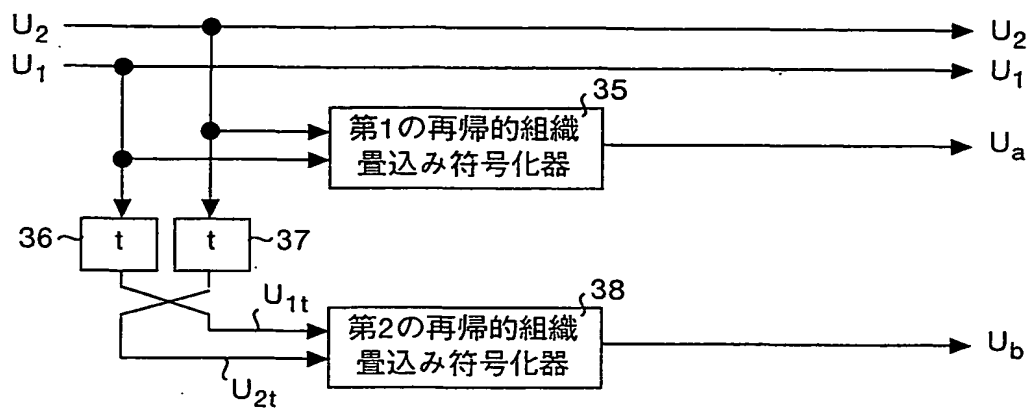 U₂ U₂
U₁ U₁
35
第1の再帰的組織
畳込み符号化器
Uₐ
36 t t 37
U₁ₜ
38
第2の再帰的組織
畳込み符号化器
U_b
U₂ₜ